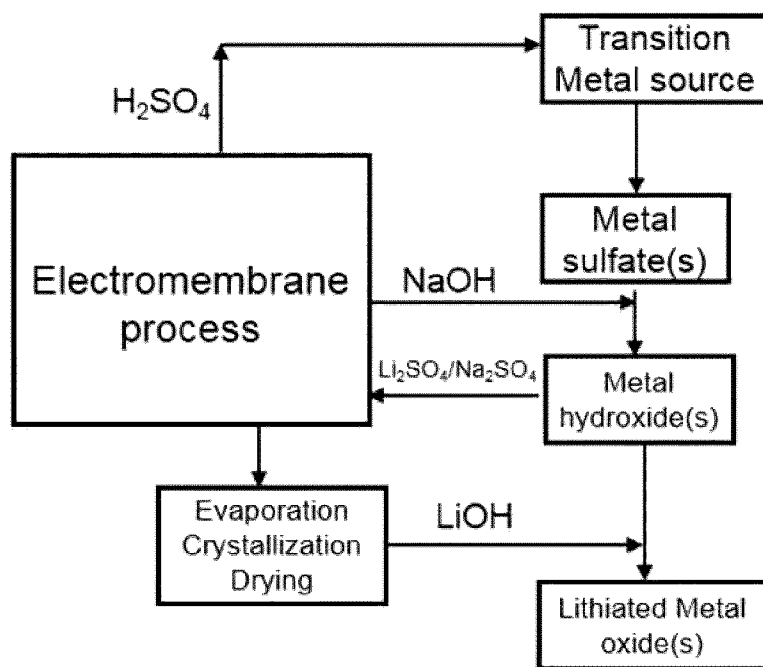 Transition
Metal source
H₂SO₄
Metal
sulfate(s)
Electromembrane
process
NaOH
Li₂SO₄/Na₂SO₄
Metal
hydroxide(s)
Evaporation
Crystallization
Drying
LiOH
Lithiated Metal
oxide(s)